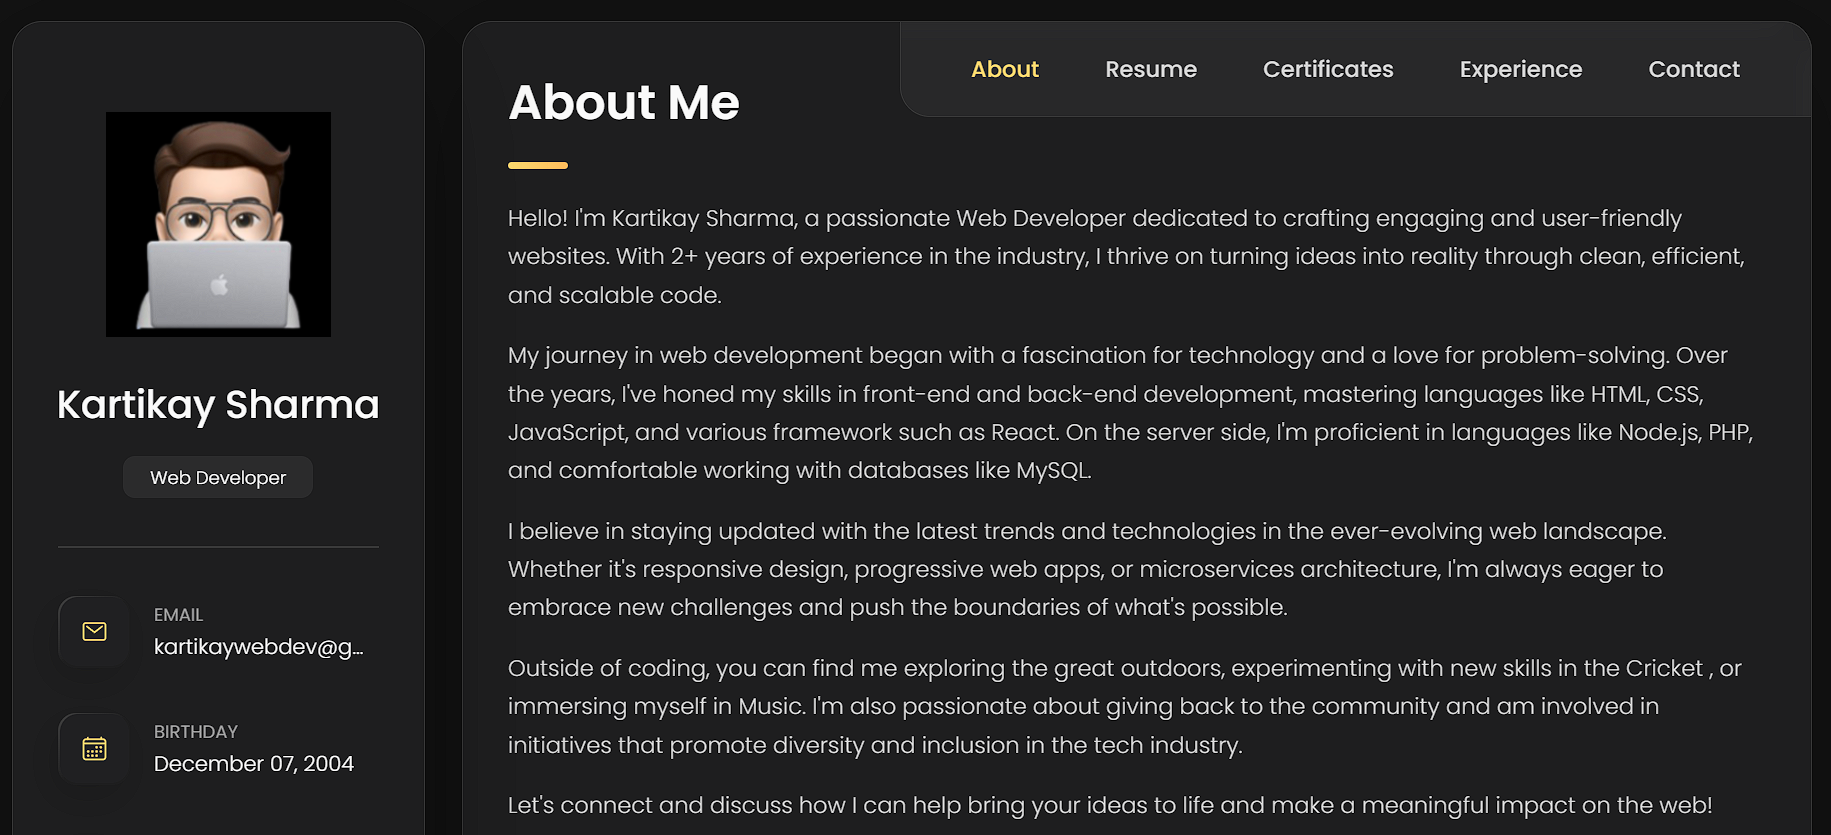 Kartikay Sharma
Web Developer
EMAIL
kartikaywebdev@g...
BIRTHDAY
December 07, 2004
About
Resume
Certificates
Experience
Contact
About Me
Hello! I'm Kartikay Sharma, a passionate Web Developer dedicated to crafting engaging and user-friendly
websites. With 2+ years of experience in the industry, I thrive on turning ideas into reality through clean, efficient,
and scalable code.
My journey in web development began with a fascination for technology and a love for problem-solving. Over
the years, I've honed my skills in front-end and back-end development, mastering languages like HTML, CSS,
JavaScript, and various framework such as React. On the server side, I'm proficient in languages like Node.js, PHP,
and comfortable working with databases like MySQL.
I believe in staying updated with the latest trends and technologies in the ever-evolving web landscape.
Whether it's responsive design, progressive web apps, or microservices architecture, I'm always eager to
embrace new challenges and push the boundaries of what's possible.
Outside of coding, you can find me exploring the great outdoors, experimenting with new skills in the Cricket , or
immersing myself in Music. I'm also passionate about giving back to the community and am involved in
initiatives that promote diversity and inclusion in the tech industry.
Let's connect and discuss how I can help bring your ideas to life and make a meaningful impact on the web!